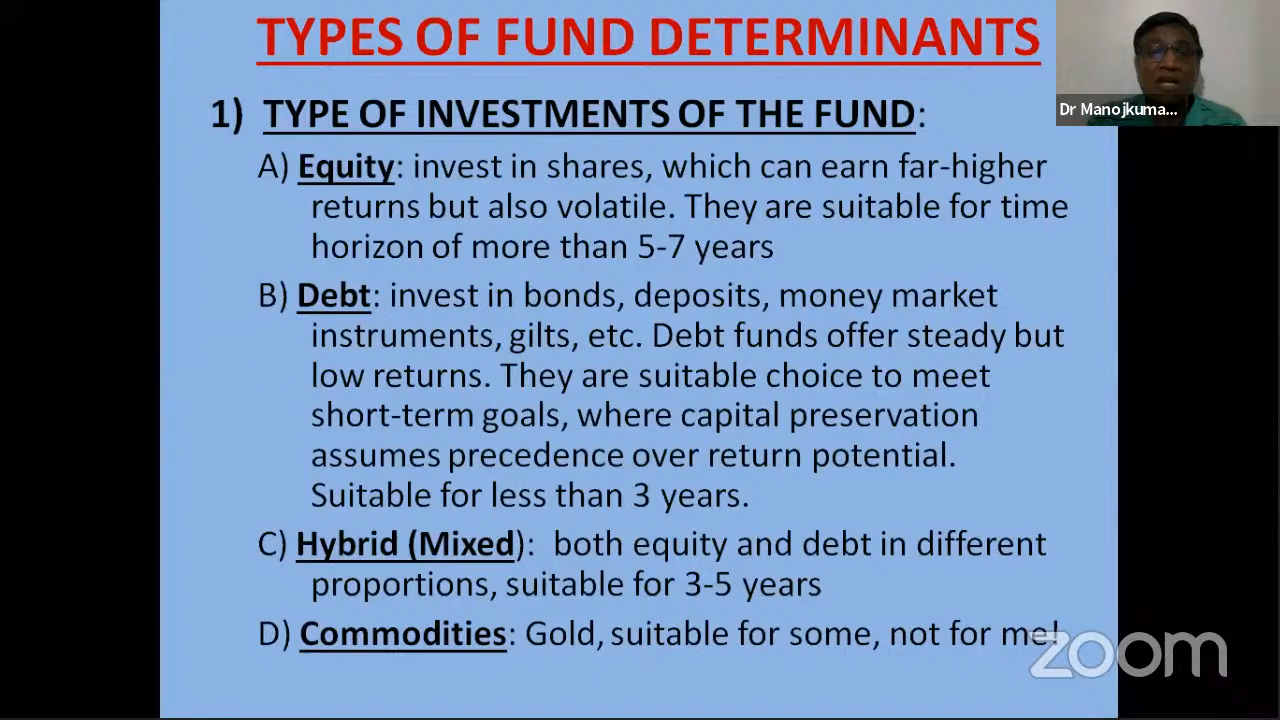 TYPES OF FUND DETERMINANTS
Dr Manojkuma...
1) TYPE OF INVESTMENTS OF THE FUND:
A) Equity: invest in shares, which can earn far-higher
returns but also volatile. They are suitable for time
horizon of more than 5-7 years
B) Debt: invest in bonds, deposits, money market
instruments, gilts, etc. Debt funds offer steady but
low returns. They are suitable choice to meet
short-term goals, where capital preservation
assumes precedence over return potential.
Suitable for less than 3 years.
C) Hybrid (Mixed): both equity and debt in different
proportions, suitable for 3-5 years
D) Commodities: Gold, suitable for some, not for me!
zoom